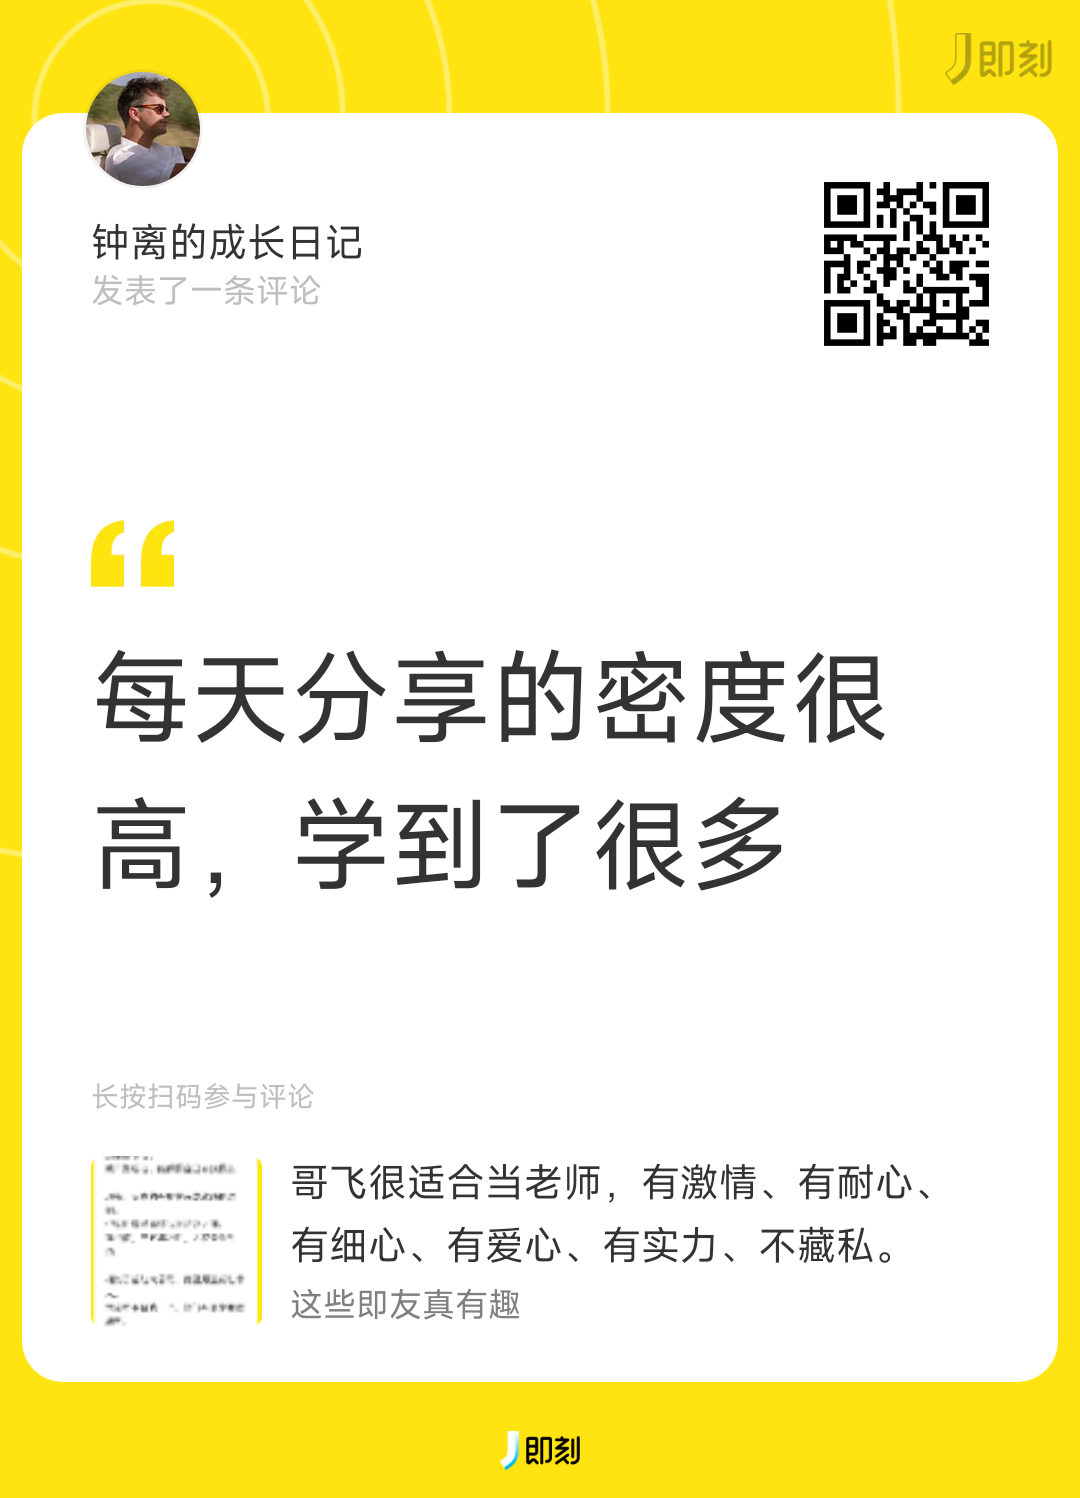 即刻
钟离的成长日记
发表了一条评论
每天分享的密度很
高，学到了很多
长按扫码参与评论
哥飞很适合当老师，有激情、有耐心、
有细心、有爱心、有实力、不藏私。
这些即友真有趣
即刻